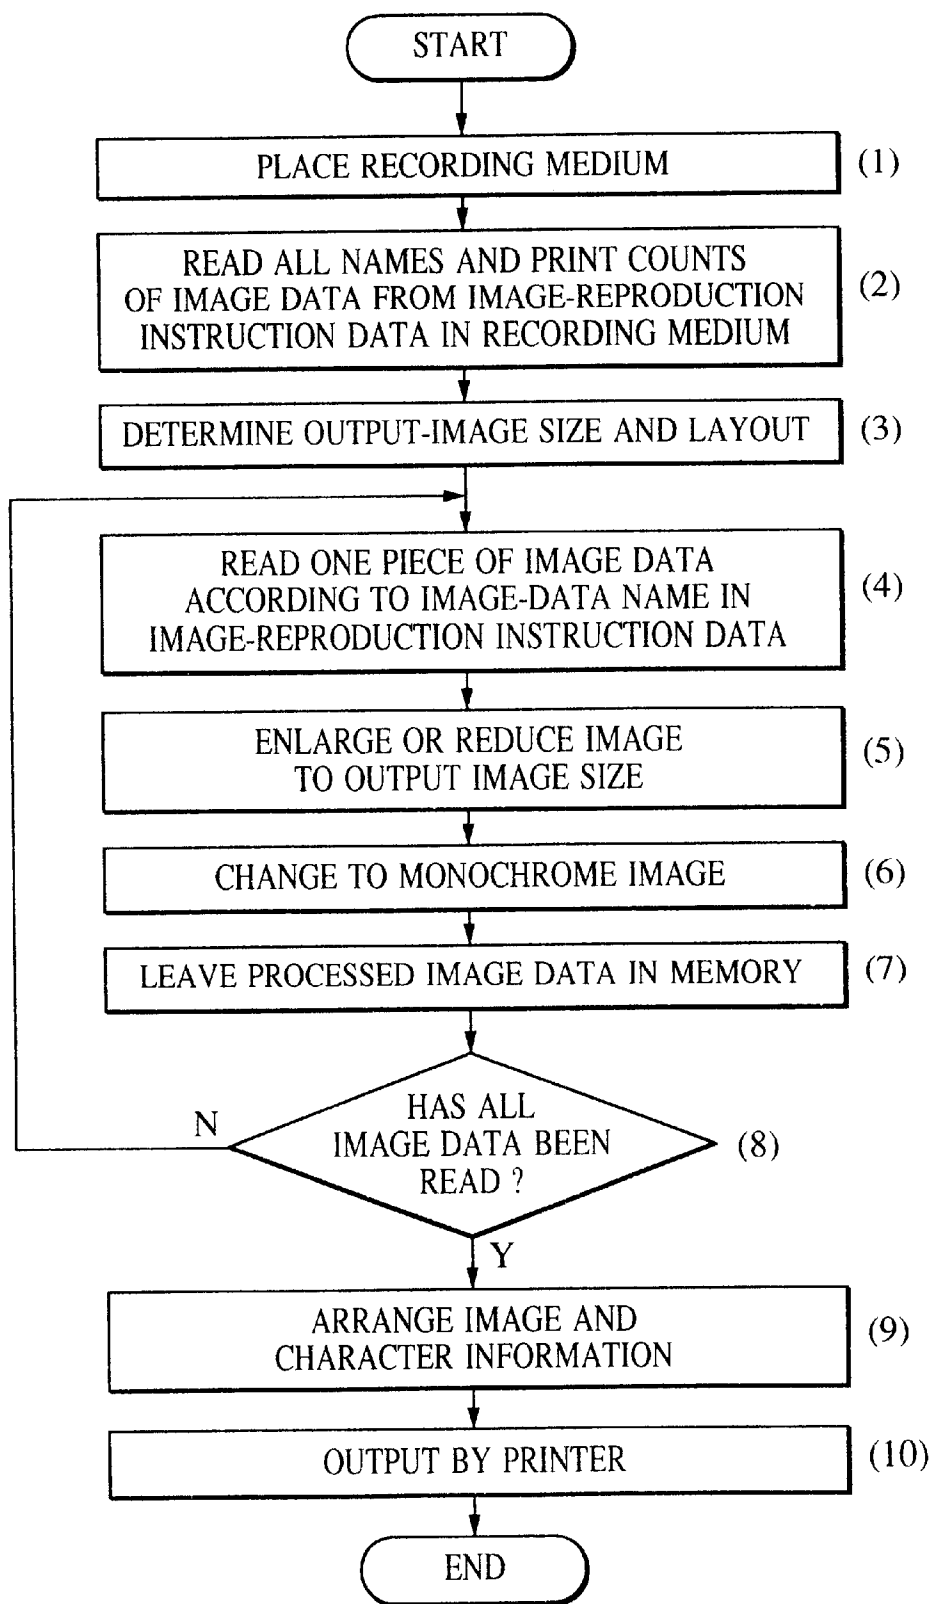 START
PLACE RECORDING MEDIUM
(1)
READ ALL NAMES AND PRINT COUNTS
OF IMAGE DATA FROM IMAGE-REPRODUCTION
INSTRUCTION DATA IN RECORDING MEDIUM
(2)
DETERMINE OUTPUT-IMAGE SIZE AND LAYOUT
(3)
READ ONE PIECE OF IMAGE DATA
ACCORDING TO IMAGE-DATA NAME IN
IMAGE-REPRODUCTION INSTRUCTION DATA
(4)
ENLARGE OR REDUCE IMAGE
TO OUTPUT IMAGE SIZE
(5)
CHANGE TO MONOCHROME IMAGE
(6)
LEAVE PROCESSED IMAGE DATA IN MEMORY
(7)
N
HAS ALL
IMAGE DATA BEEN
READ ?
(8)
Y
ARRANGE IMAGE AND
CHARACTER INFORMATION
(9)
OUTPUT BY PRINTER
(10)
END